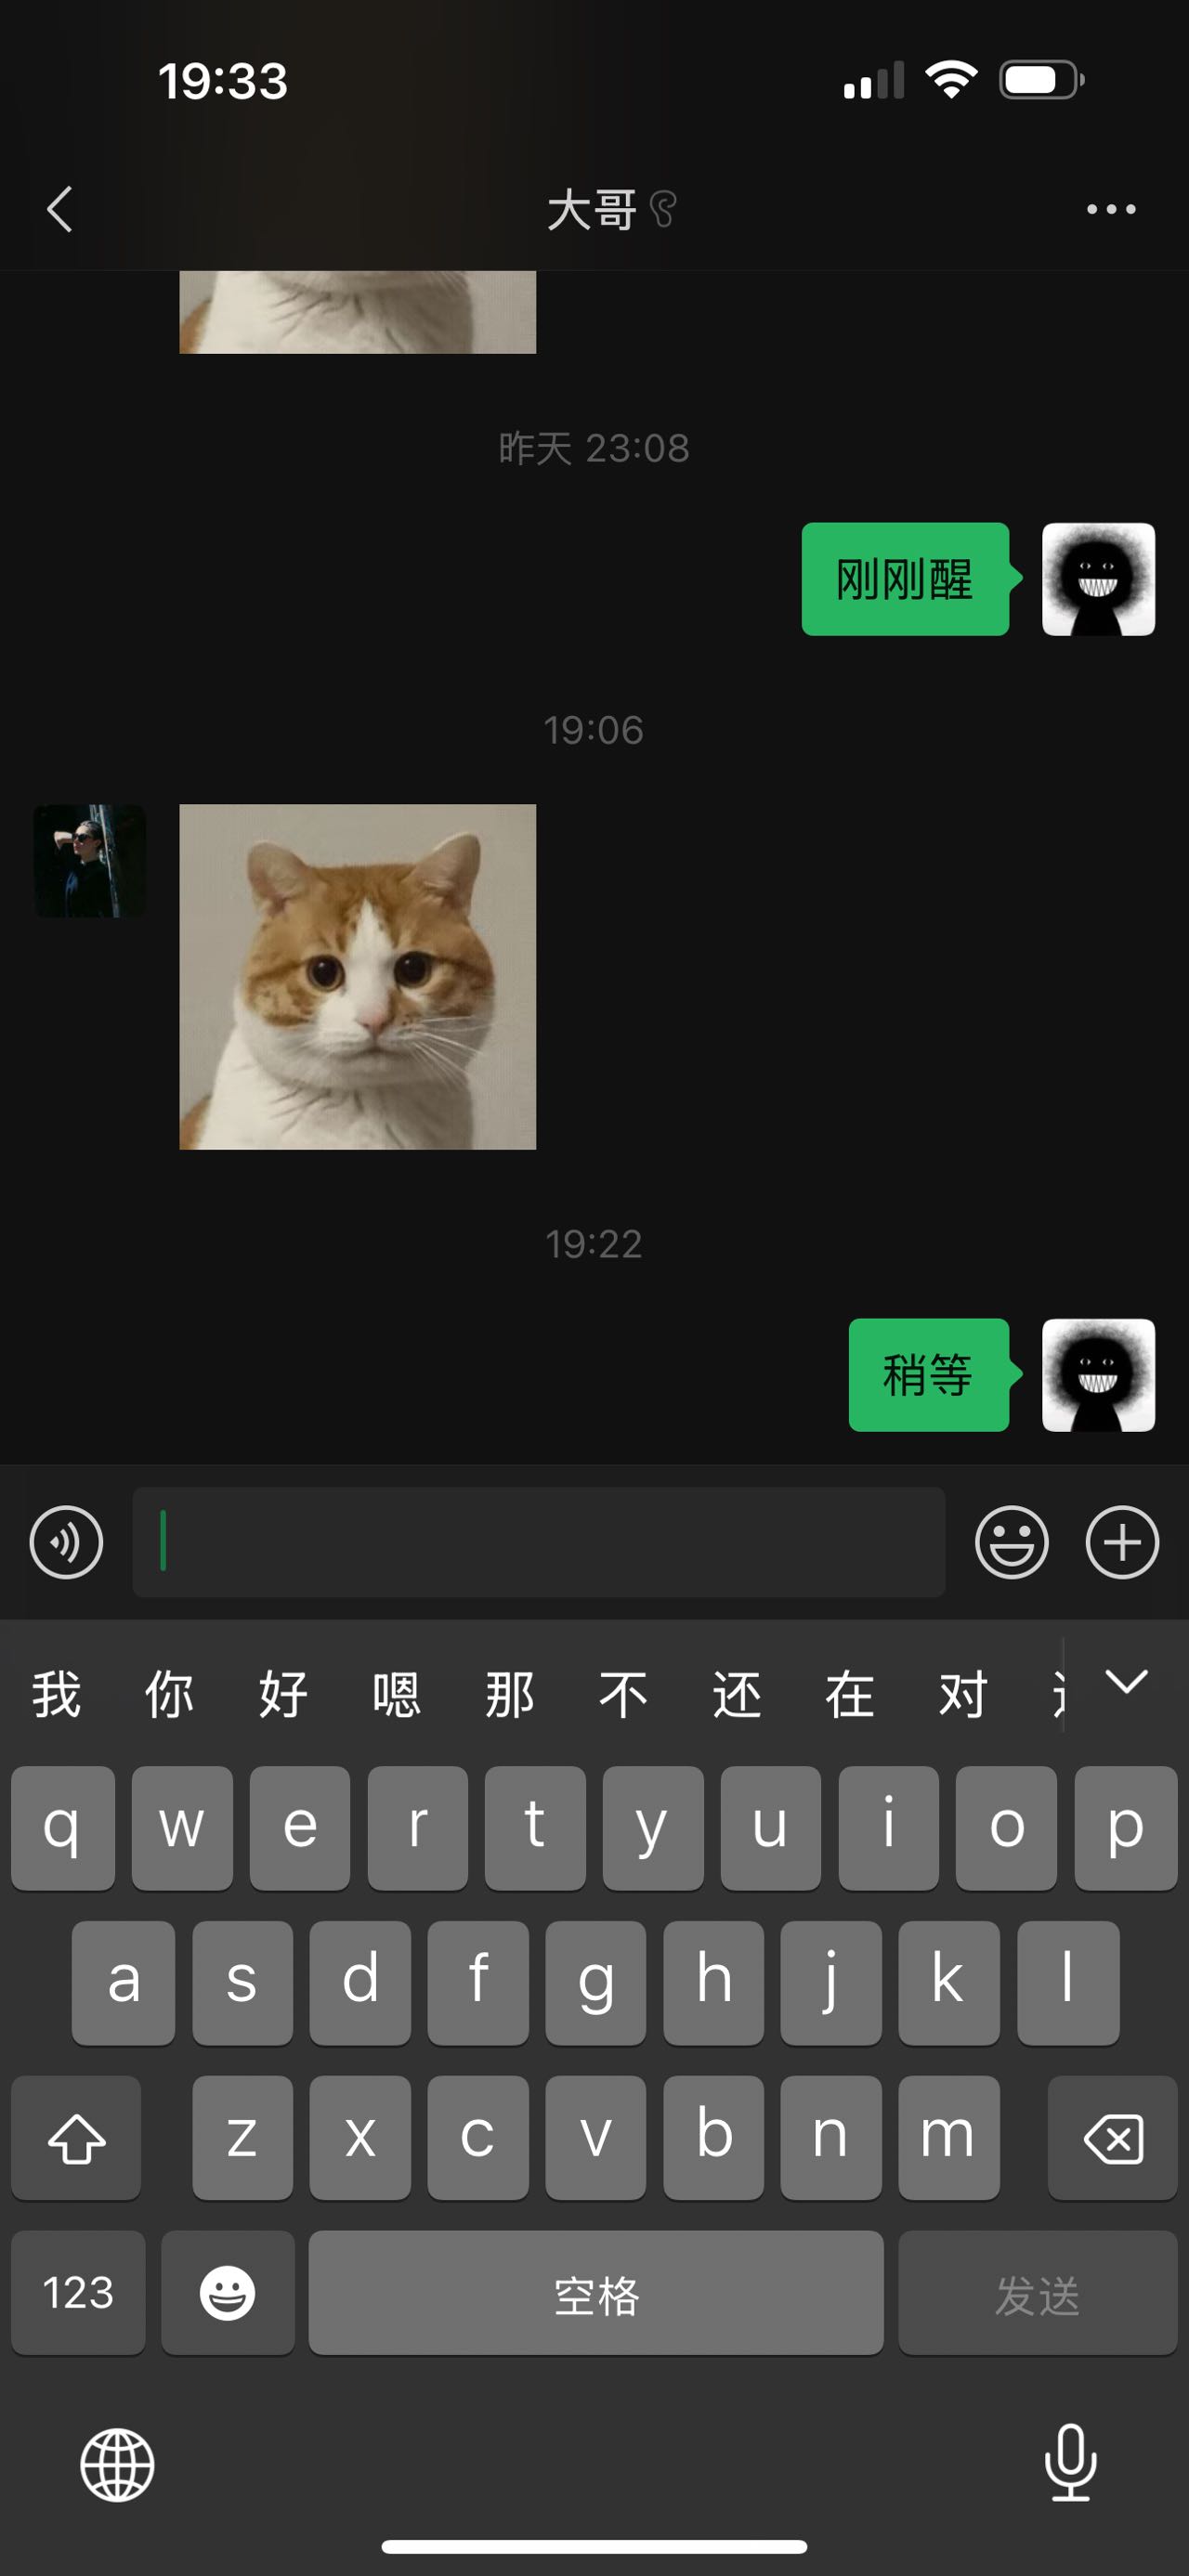 19:33
大哥
昨天 23:08
刚刚醒
19:06
19:22
稍等
我 你 好 嗯 那 不 还 在 对
q w e r t y u i o p
a s d f g h j k l
z x c v b n m
123 空格 发送